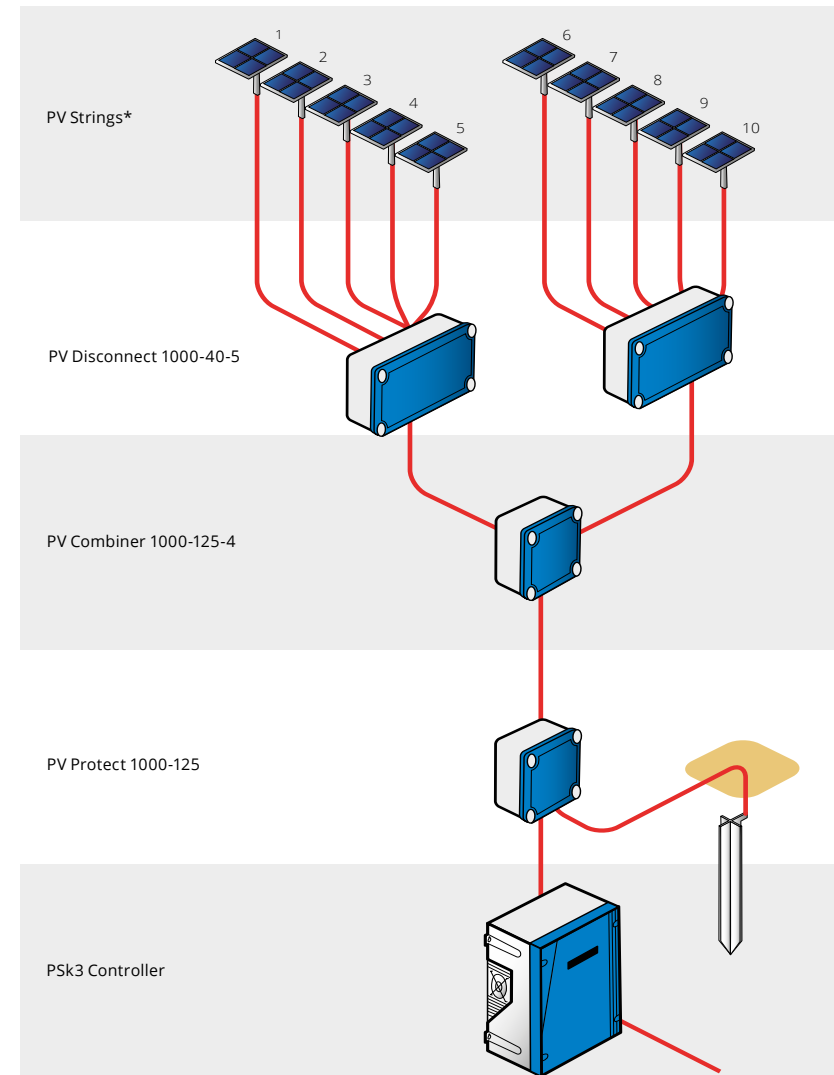 1
2
3
4
5
6
7
8
9
10
PV Strings*
PV Disconnect 1000-40-5
PV Combiner 1000-125-4
PV Protect 1000-125
PSk3 Controller